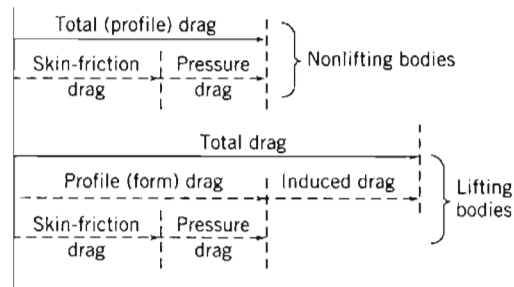 Total (profile) drag
Skin-friction drag
Pressure drag
Nonlifting bodies
Total drag
Profile (form) drag
Induced drag
Skin-friction drag
Pressure drag
Lifting bodies